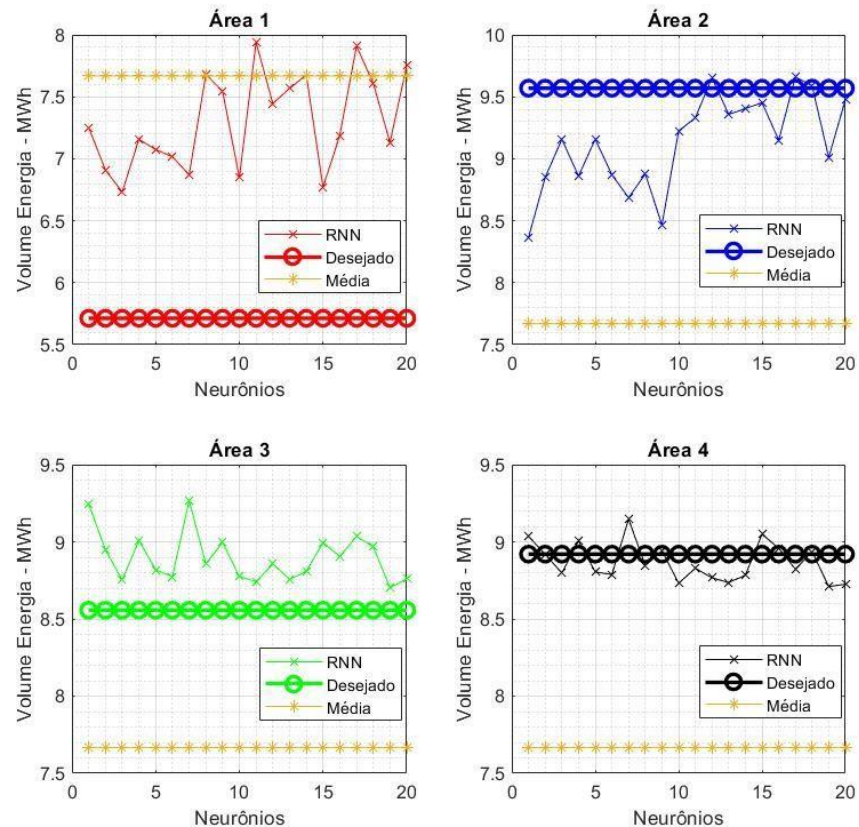 Área 1
Volume Energia - MWh
8
7.5
7
6.5
6
5.5
0
5
10
15
20
Neurônios
RNN
Desejado
Média
Área 2
Volume Energia - MWh
10
9.5
9
8.5
8
7.5
0
5
10
15
20
Neurônios
RNN
Desejado
Média
Área 3
Volume Energia - MWh
9.5
9
8.5
8
7.5
0
5
10
15
20
Neurônios
RNN
Desejado
Média
Área 4
Volume Energia - MWh
9.5
9
8.5
8
7.5
0
5
10
15
20
Neurônios
RNN
Desejado
Média